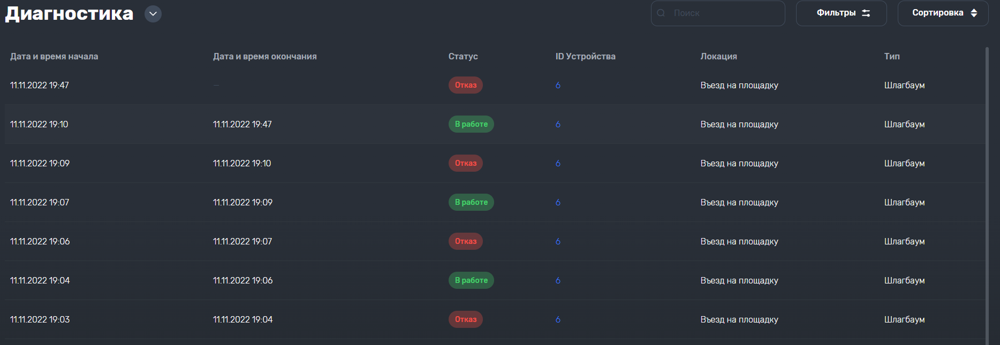 Диагностика Поиск Фильтры Сортировка
Дата и время начала Дата и время окончания Статус ID Устройства Локация Тип
11.11.2022 19:47 — Отказ 6 Въезд на площадку Шлагбаум
11.11.2022 19:10 11.11.2022 19:47 В работе 6 Въезд на площадку Шлагбаум
11.11.2022 19:09 11.11.2022 19:10 Отказ 6 Въезд на площадку Шлагбаум
11.11.2022 19:07 11.11.2022 19:09 В работе 6 Въезд на площадку Шлагбаум
11.11.2022 19:06 11.11.2022 19:07 Отказ 6 Въезд на площадку Шлагбаум
11.11.2022 19:04 11.11.2022 19:06 В работе 6 Въезд на площадку Шлагбаум
11.11.2022 19:03 11.11.2022 19:04 Отказ 6 Въезд на площадку Шлагбаум